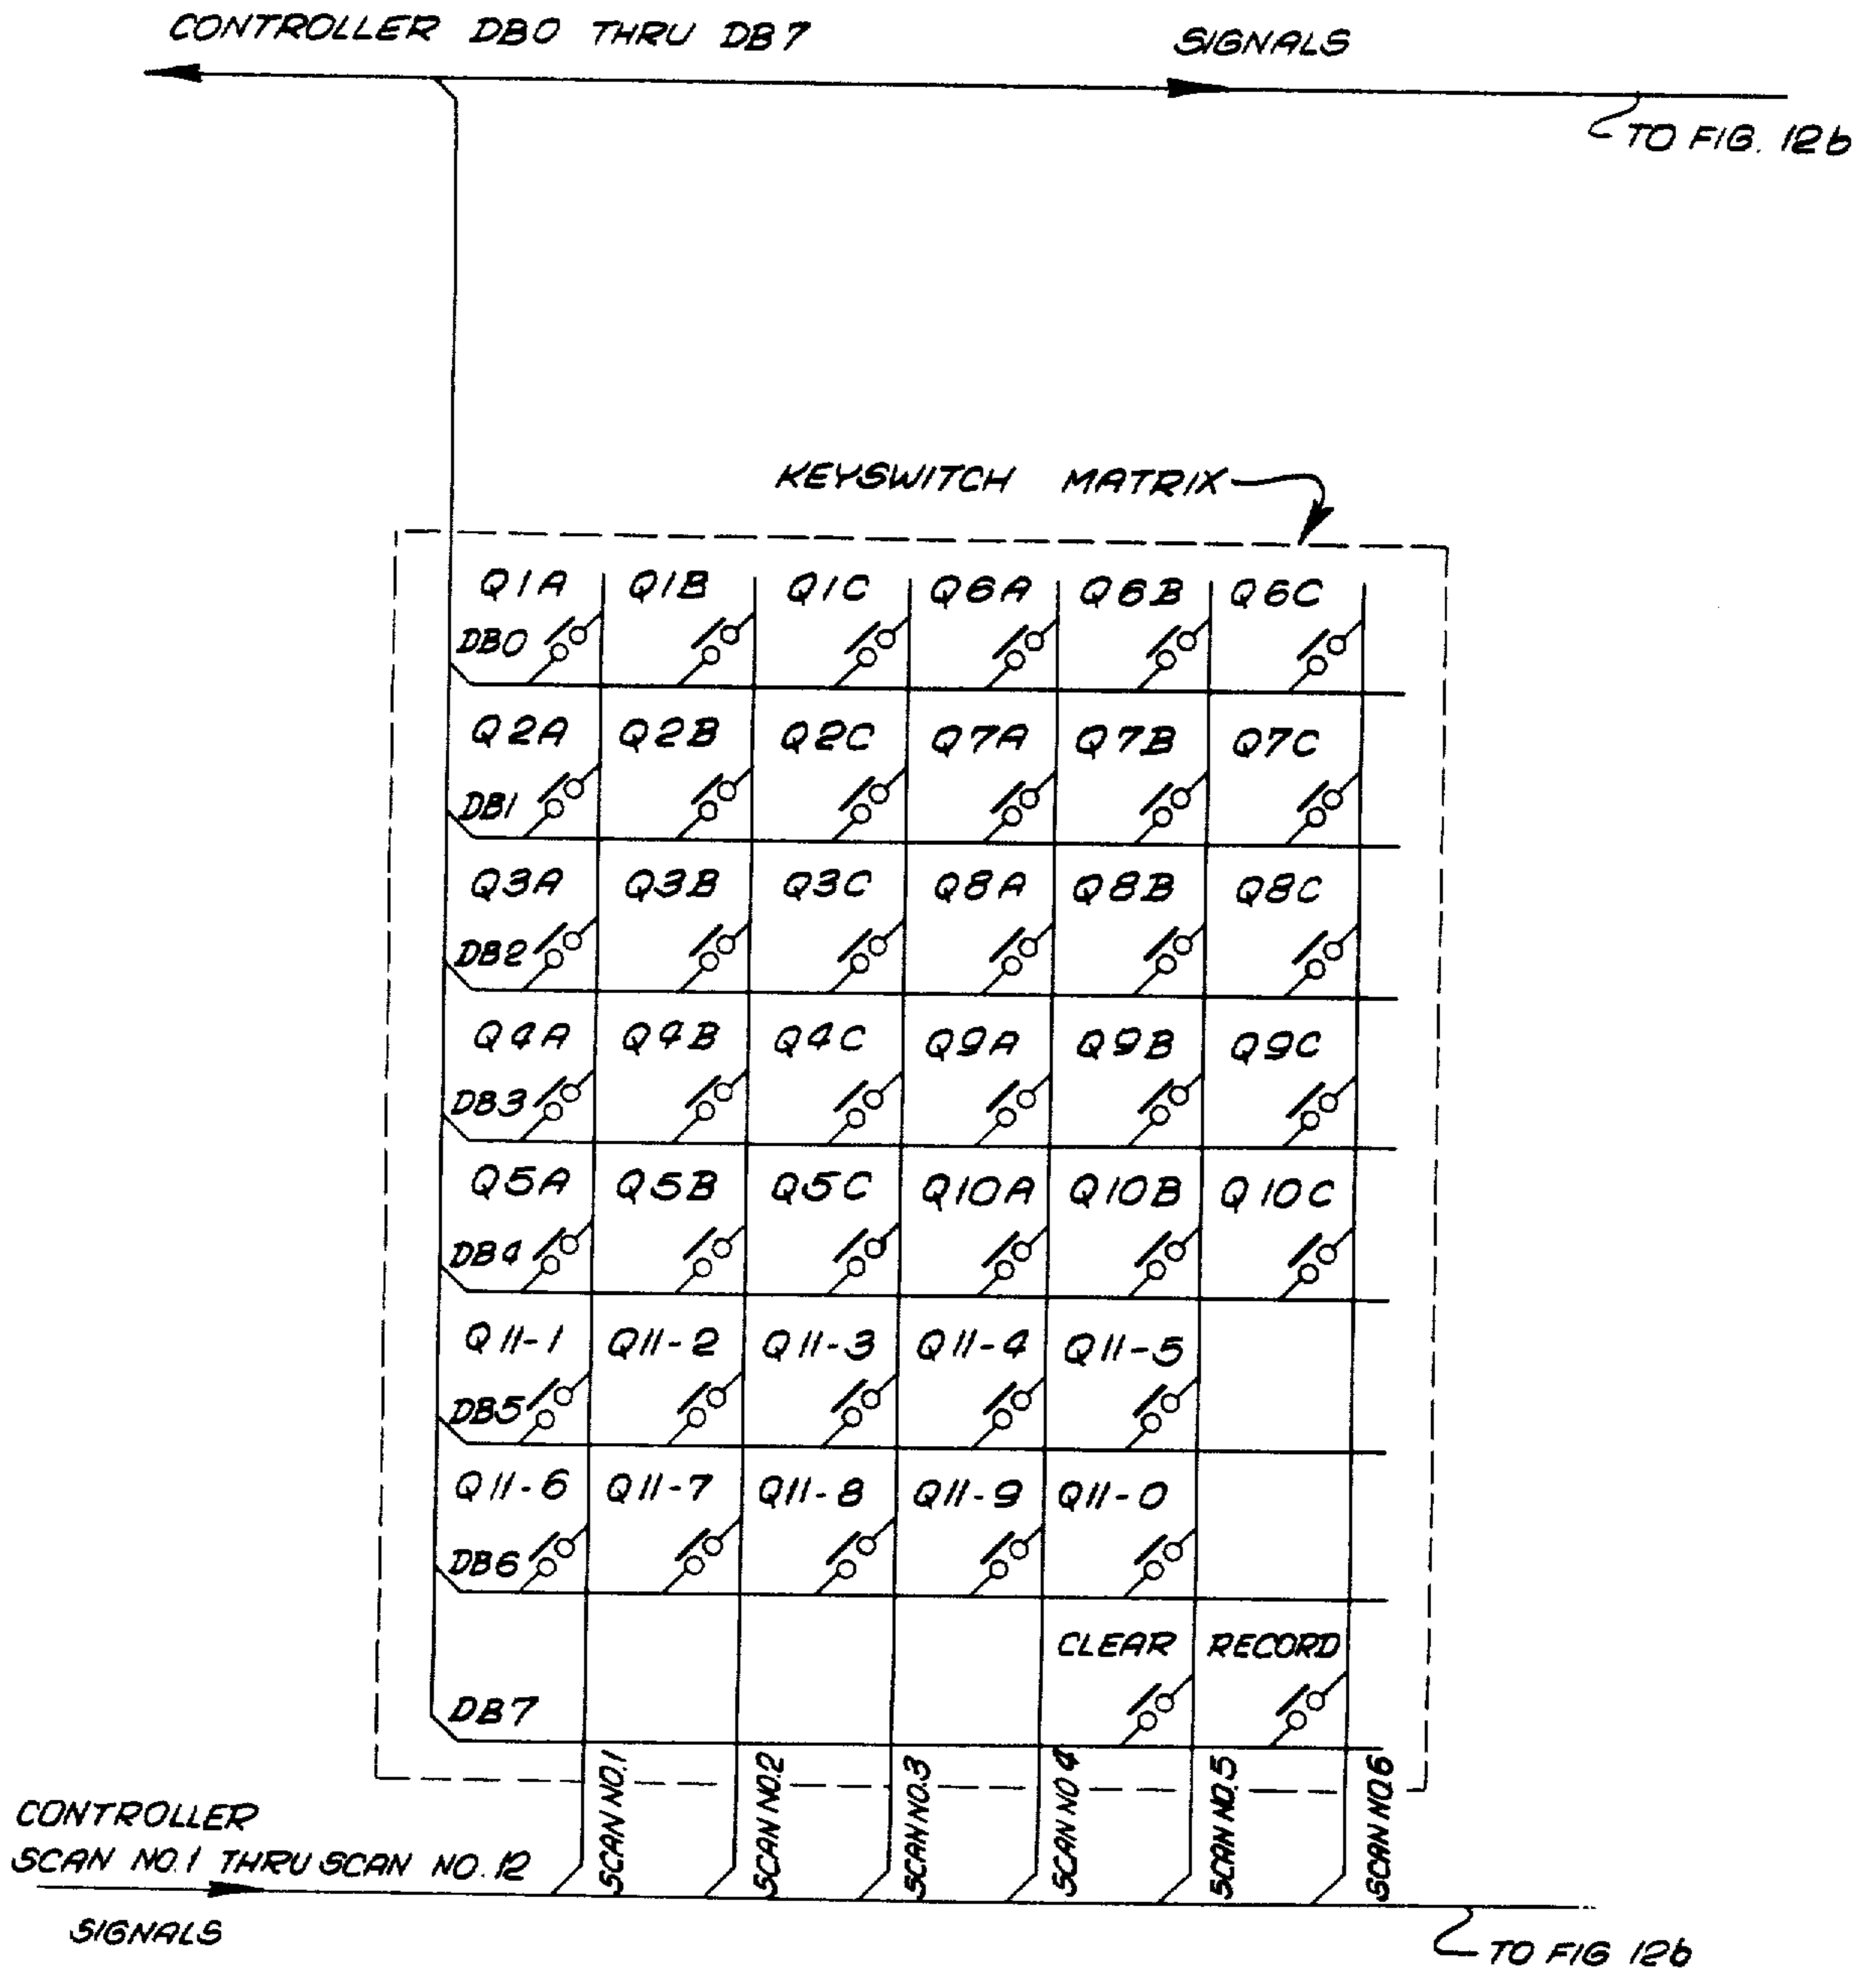 CONTROLLER DB0 THRU DB7 SIGNALS
TO FIG. 12b
KEYSWITCH MATRIX
Q1A Q1B Q1C Q6A Q6B Q6C
DB0
Q2A Q2B Q2C Q7A Q7B Q7C
DB1
Q3A Q3B Q3C Q8A Q8B Q8C
DB2
Q4A Q4B Q4C Q9A Q9B Q9C
DB3
Q5A Q5B Q5C Q10A Q10B Q10C
DB4
Q11-1 Q11-2 Q11-3 Q11-4 Q11-5
DB5
Q11-6 Q11-7 Q11-8 Q11-9 Q11-0
DB6
CLEAR RECORD
DB7
SCAN NO.1
SCAN NO.2
SCAN NO.3
SCAN NO 4
SCAN NO.5
SCAN NO.6
CONTROLLER
SCAN NO.1 THRU SCAN NO.12
SIGNALS
TO FIG 12b